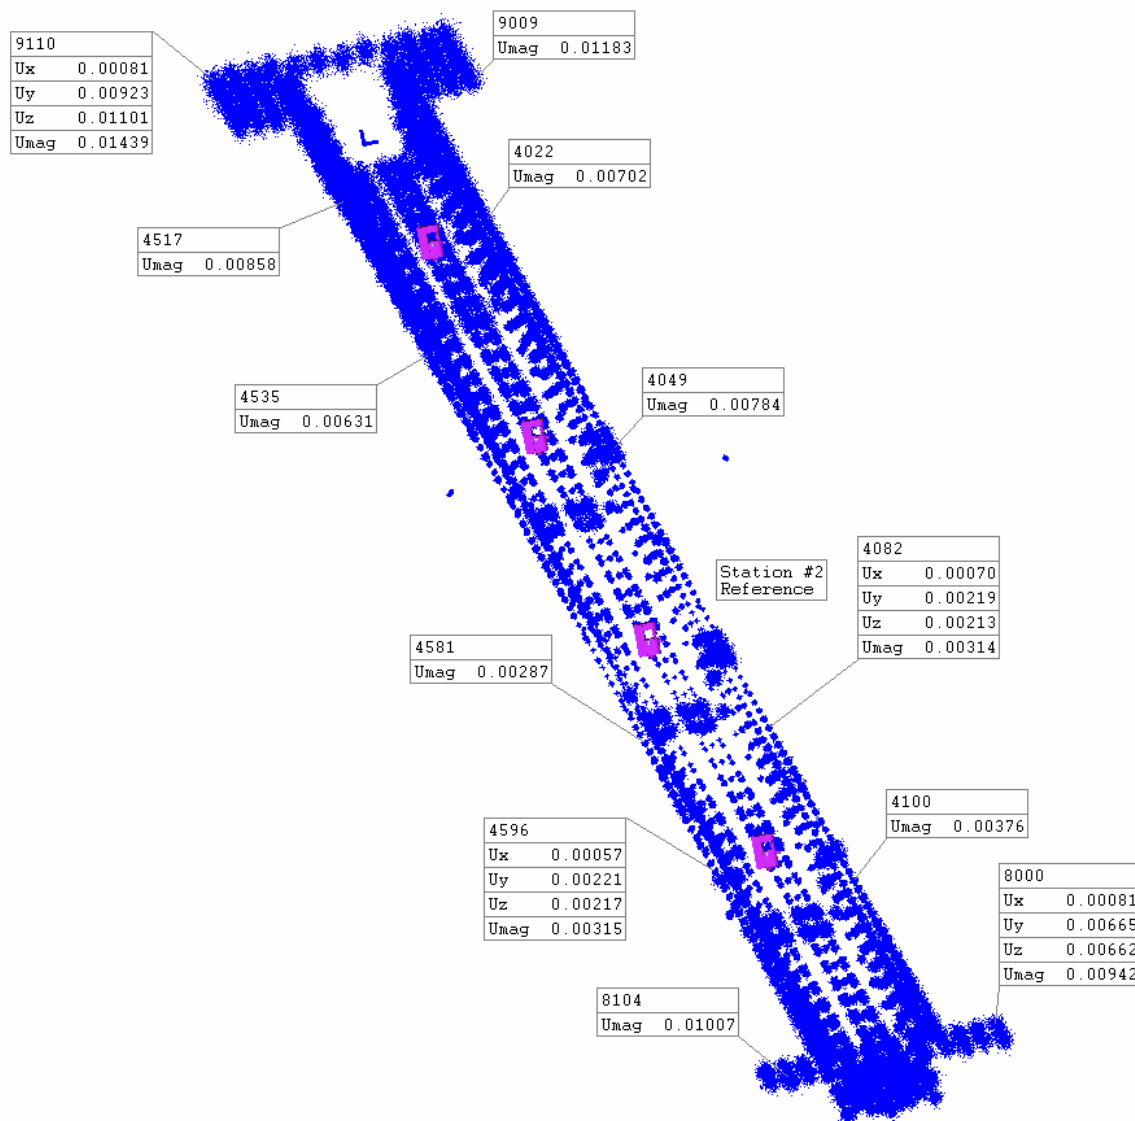 9009
Umag 0.01183
9110
Ux 0.00081
Uy 0.00923
Uz 0.01101
Umag 0.01439
4022
Umag 0.00702
4517
Umag 0.00858
4049
Umag 0.00784
4535
Umag 0.00631
4082
Ux 0.00070
Uy 0.00219
Uz 0.00213
Umag 0.00314
Station #2
Reference
4581
Umag 0.00287
4100
Umag 0.00376
4596
Ux 0.00057
Uy 0.00221
Uz 0.00217
Umag 0.00315
8000
Ux 0.00081
Uy 0.00665
Uz 0.00662
Umag 0.00942
8104
Umag 0.01007